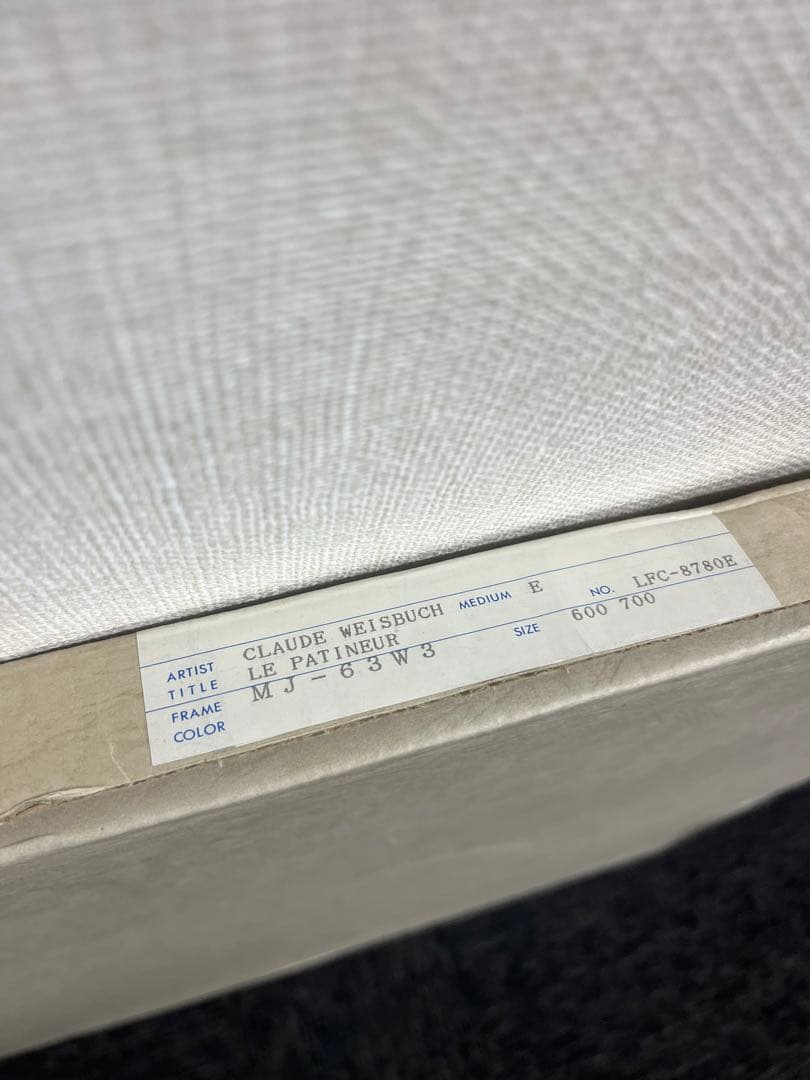 ARTIST CLAUDE WEISBUCH MEDIUM E NO. LFC-8780E
TITLE LE PATINEUR SIZE 600 700
FRAME MJ-63W3
COLOR